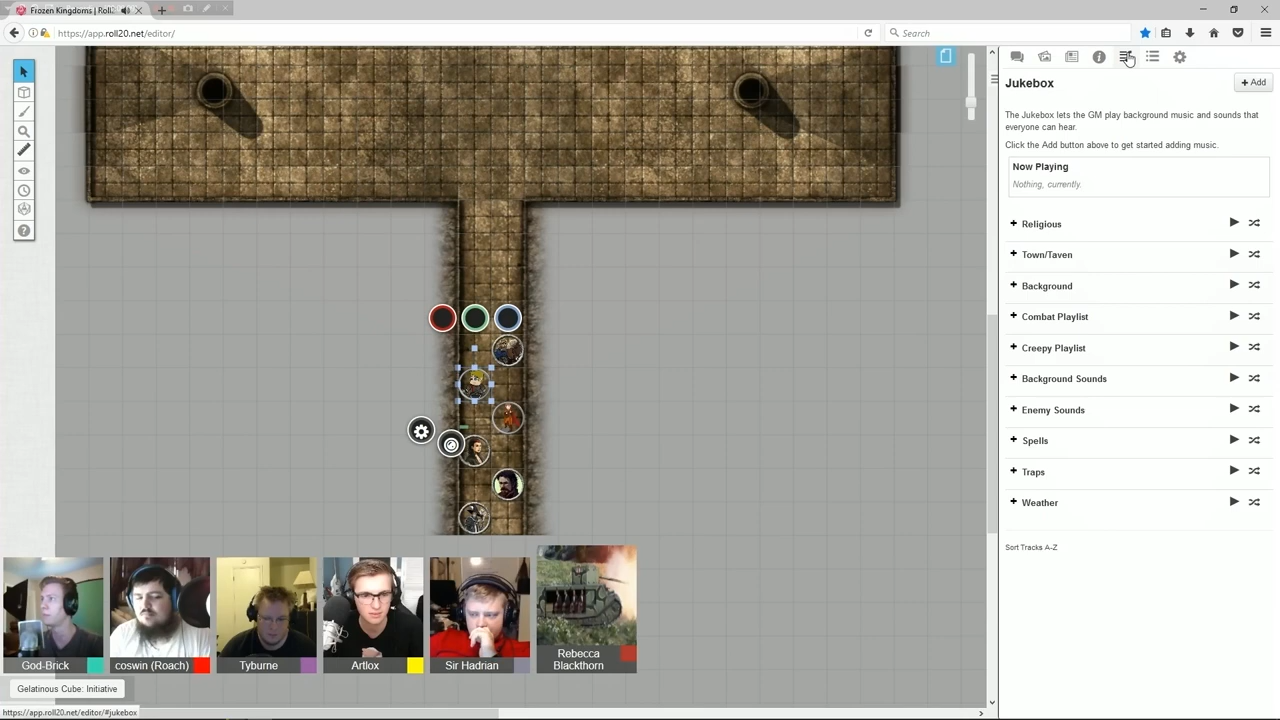 Frozen Kingdoms | Roll2
https://app.roll20.net/editor/
Search
Jukebox
+ Add
The Jukebox lets the GM play background music and sounds that
everyone can hear.
Click the Add button above to get started adding music.
Now Playing
Nothing, currently.
+ Religious
+ Town/Taven
+ Background
+ Combat Playlist
+ Creepy Playlist
+ Background Sounds
+ Enemy Sounds
+ Spells
+ Traps
+ Weather
Sort Tracks A-Z
God-Brick
coswin (Roach)
Tyburne
Artlox
Sir Hadrian
Rebecca
Blackthorn
Gelatinous Cube: Initiative
https://app.roll20.net/editor/#jukebox